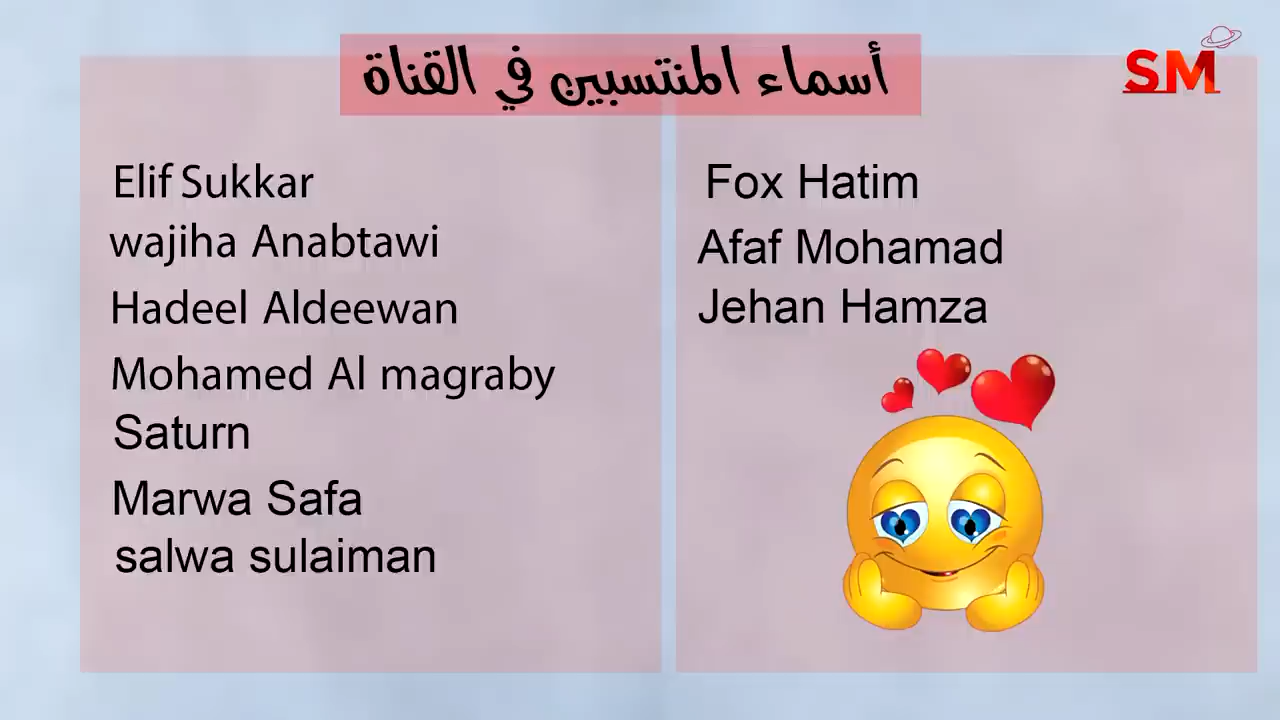 أسماء المنتسبين في القناة
SM
Elif Sukkar
wajiha Anabtawi
Hadeel Aldeewan
Mohamed Al magraby
Saturn
Marwa Safa
salwa sulaiman
Fox Hatim
Afaf Mohamad
Jehan Hamza